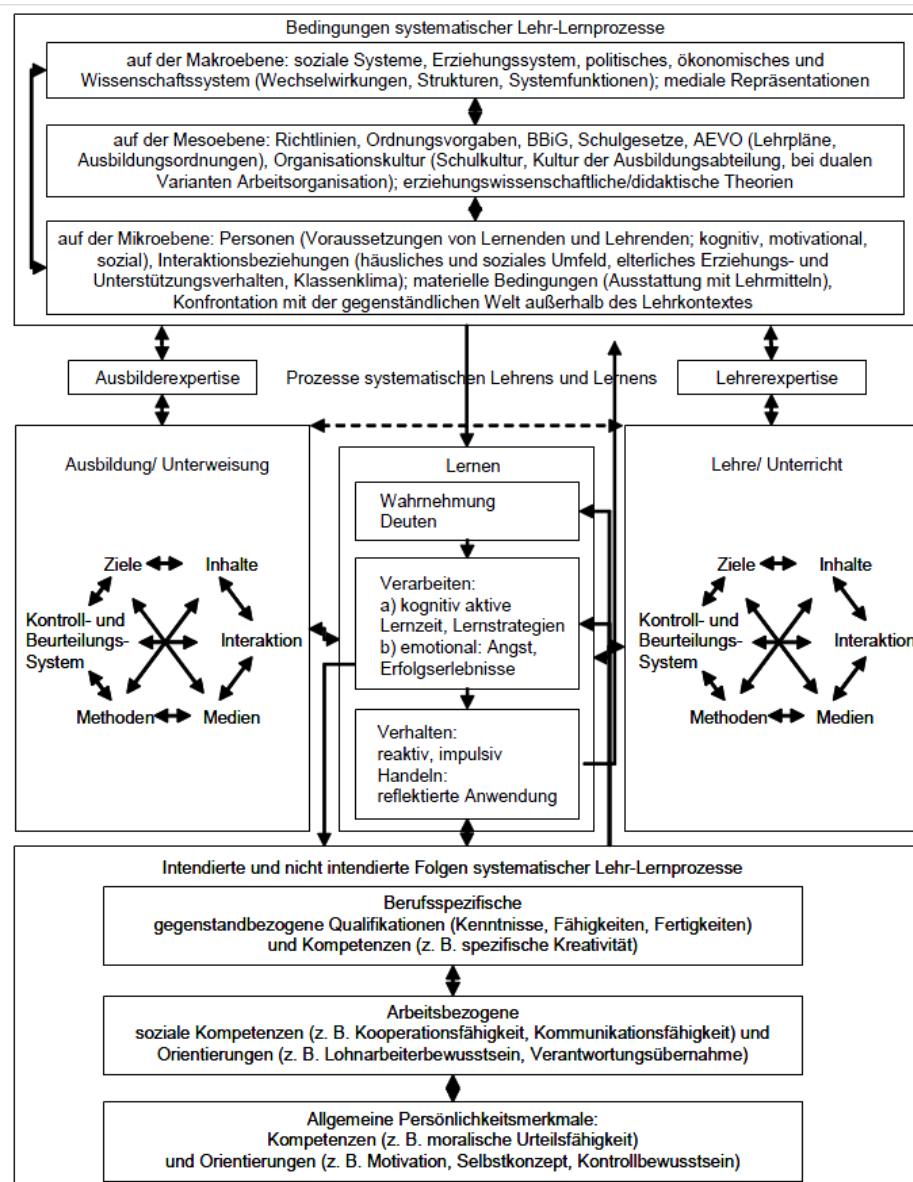 Bedingungen systematischer Lehr-Lernprozesse
auf der Makroebene: soziale Systeme, Erziehungssystem, politisches, ökonomisches und
Wissenschaftssystem (Wechselwirkungen, Strukturen, Systemfunktionen); mediale Repräsentationen
auf der Mesoebene: Richtlinien, Ordnungsvorgaben, BBiG, Schulgesetze, AEVO (Lehrpläne,
Ausbildungsordnungen), Organisationskultur (Schulkultur, Kultur der Ausbildungsabteilung, bei dualen
Varianten Arbeitsorganisation); erziehungswissenschaftliche/didaktische Theorien
auf der Mikroebene: Personen (Voraussetzungen von Lernenden und Lehrenden; kognitiv, motivational,
sozial), Interaktionsbeziehungen (häusliches und soziales Umfeld, elterliches Erziehungs- und
Unterstützungsverhalten, Klassenklima); materielle Bedingungen (Ausstattung mit Lehrmitteln),
Konfrontation mit der gegenständlichen Welt außerhalb des Lehrkontextes
Ausbilderexpertise
Prozesse systematischen Lehrens und Lernens
Lehrerexpertise
Ausbildung/ Unterweisung
Ziele
Inhalte
Kontroll- und
Beurteilungs-
System
Interaktion
Methoden
Medien
Lernen
Wahrnehmung
Deuten
Verarbeiten:
a) kognitiv aktive
Lernzeit, Lernstrategien
b) emotional: Angst,
Erfolgserlebnisse
Verhalten:
reaktiv, impulsiv
Handeln:
reflektierte Anwendung
Lehre/ Unterricht
Ziele
Inhalte
Kontroll- und
Beurteilungs-
System
Interaktion
Methoden
Medien
Intendierte und nicht intendierte Folgen systematischer Lehr-Lernprozesse
Berufsspezifische
gegenstandbezogene Qualifikationen (Kenntnisse, Fähigkeiten, Fertigkeiten)
und Kompetenzen (z. B. spezifische Kreativität)
Arbeitsbezogene
soziale Kompetenzen (z. B. Kooperationsfähigkeit, Kommunikationsfähigkeit) und
Orientierungen (z. B. Lohnarbeiterbewusstsein, Verantwortungsübernahme)
Allgemeine Persönlichkeitsmerkmale:
Kompetenzen (z. B. moralische Urteilsfähigkeit)
und Orientierungen (z. B. Motivation, Selbstkonzept, Kontrollbewusstsein)